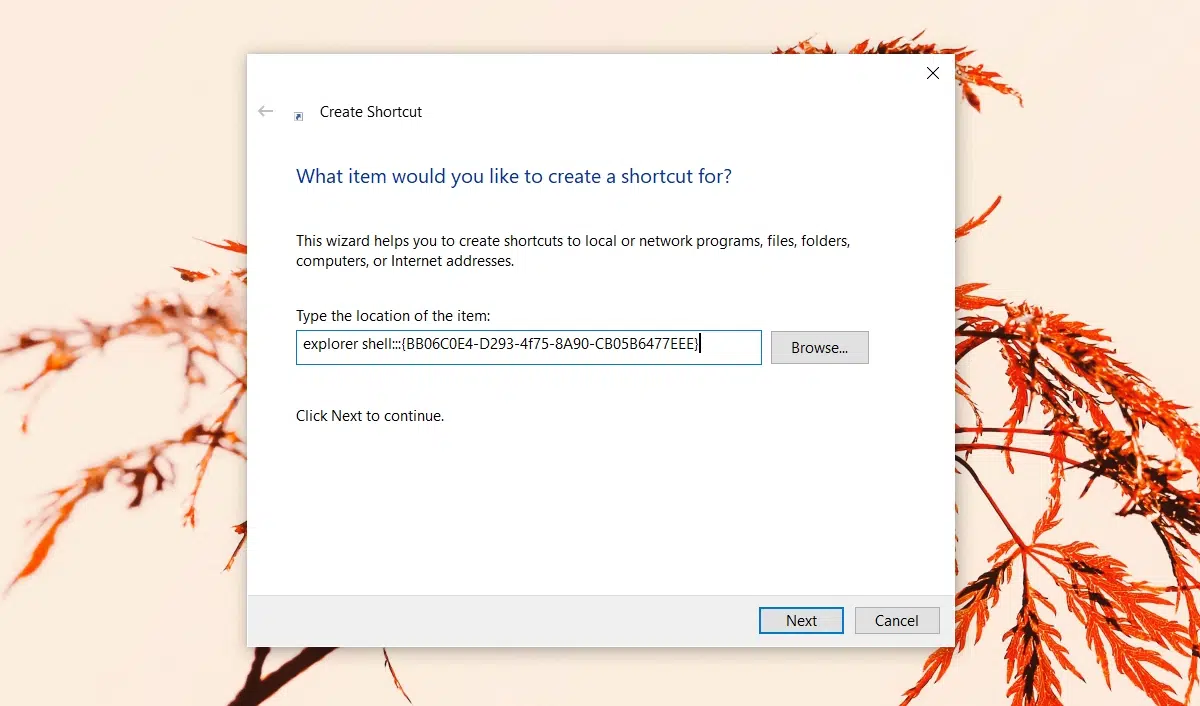 Create Shortcut
What item would you like to create a shortcut for?
This wizard helps you to create shortcuts to local or network programs, files, folders,
computers, or Internet addresses.
Type the location of the item:
explorer shell:::{BB06C0E4-D293-4f75-8A90-CB05B6477EEE}
Browse...
Click Next to continue.
Next
Cancel